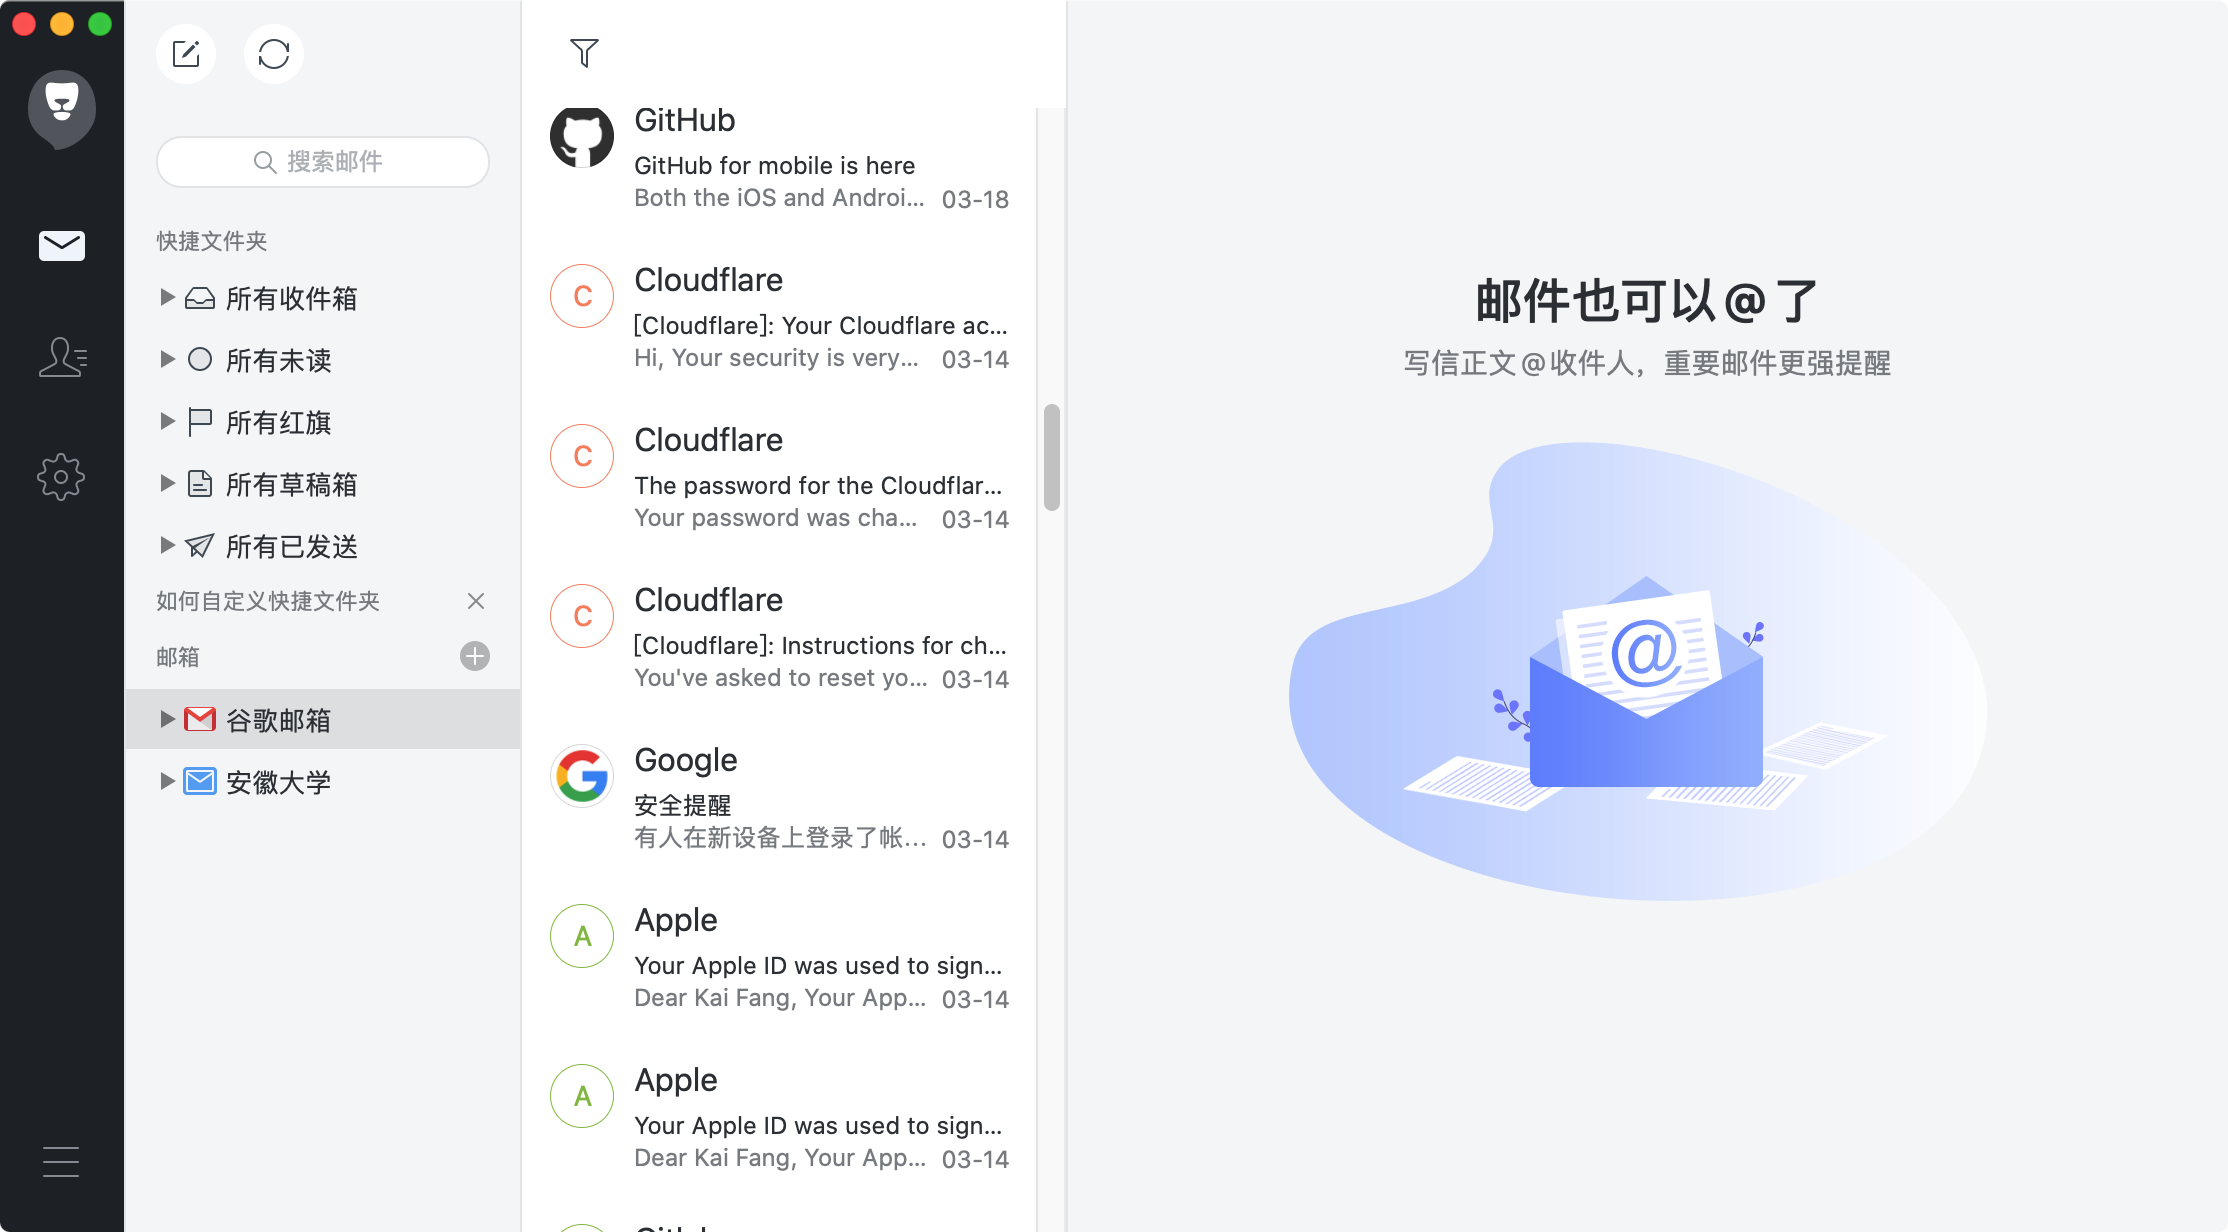 搜索邮件
快捷文件夹
所有收件箱
所有未读
所有红旗
所有草稿箱
所有已发送
如何自定义快捷文件夹
邮箱
谷歌邮箱
安徽大学
GitHub
GitHub for mobile is here
Both the iOS and Androi... 03-18
C
Cloudflare
[Cloudflare]: Your Cloudflare ac...
Hi, Your security is very... 03-14
C
Cloudflare
The password for the Cloudflar...
Your password was cha... 03-14
C
Cloudflare
[Cloudflare]: Instructions for ch...
You've asked to reset yo... 03-14
Google
安全提醒
有人在新设备上登录了帐... 03-14
A
Apple
Your Apple ID was used to sign...
Dear Kai Fang, Your App... 03-14
A
Apple
Your Apple ID was used to sign...
Dear Kai Fang, Your App... 03-14
邮件也可以@了
写信正文@收件人，重要邮件更强提醒
@